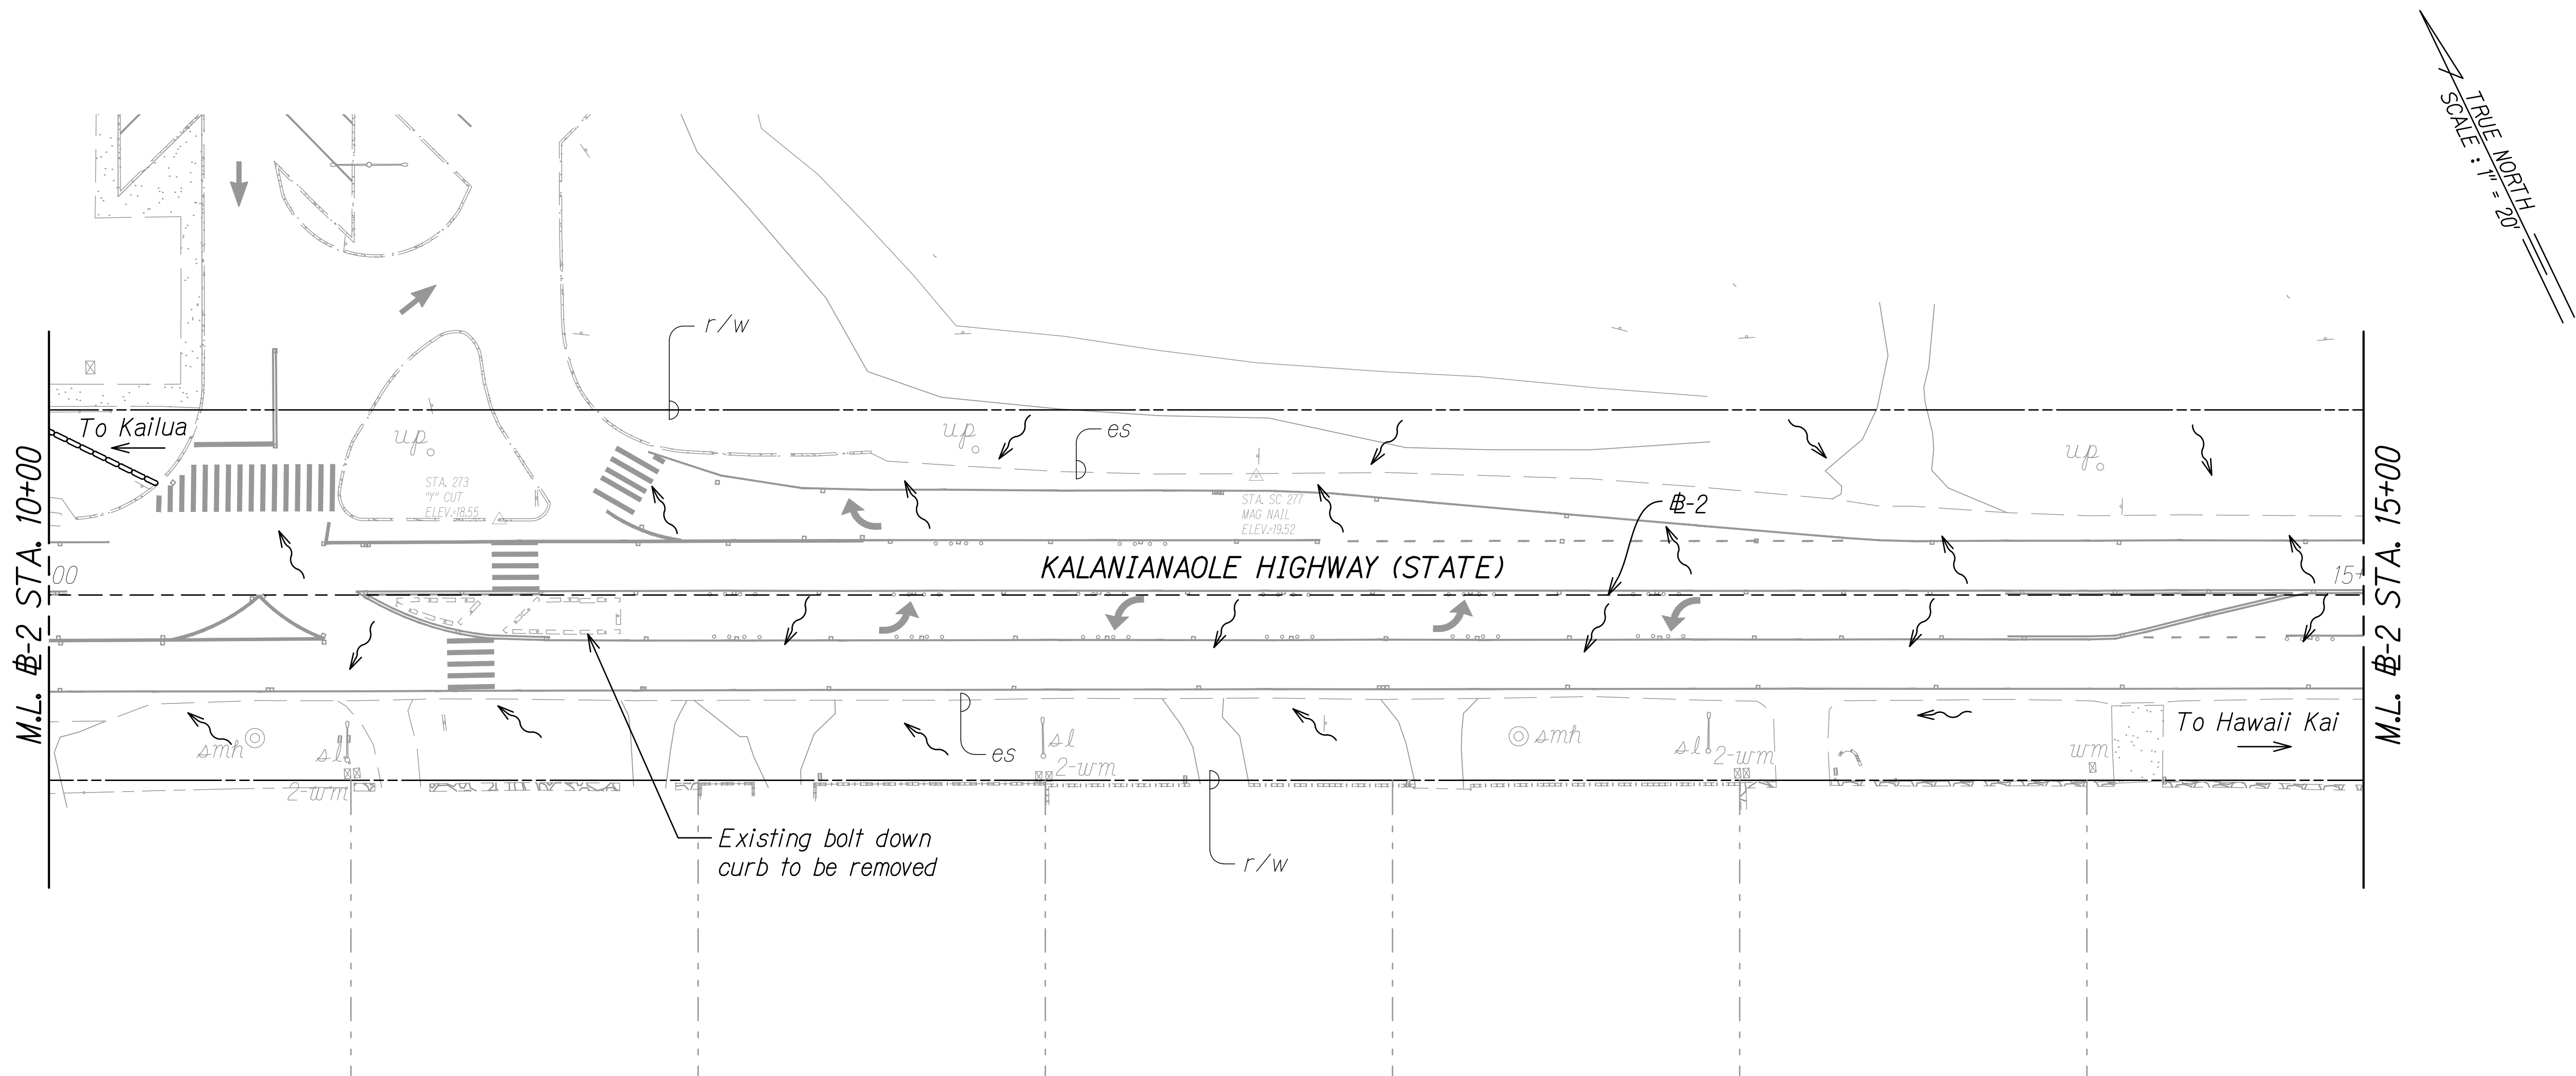 TRUE NORTH
SCALE : 1" = 20'
r/w
To Kailua
up
up
es
up
STA. 273
"Y" CUT
ELEV.=18.55
STA. SC 277
MAG NAIL
ELEV.=19.52
BL-2
M.L. BL-2 STA. 10+00
M.L. BL-2 STA. 15+00
KALANIANAOLE HIGHWAY (STATE)
00
15+
To Hawaii Kai
smh
sl
sl
smh
sl
2-wm
wm
es
2-wm
2-wm
Existing bolt down
curb to be removed
r/w